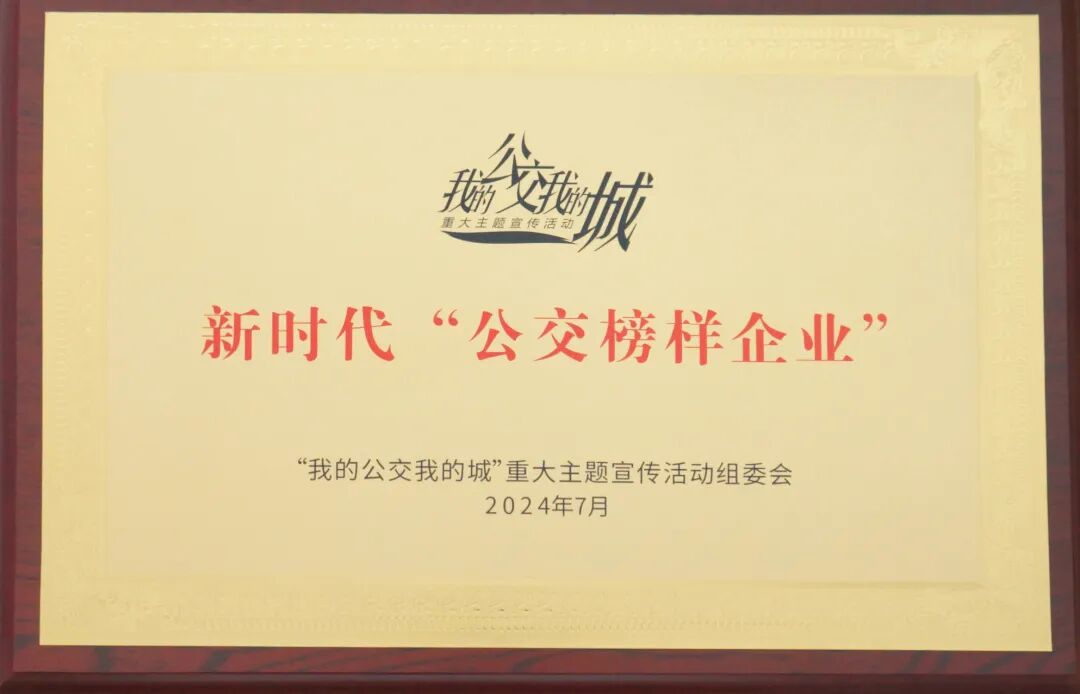 我的公交我的城
重大主题宣传活动
新时代“公交榜样企业”
“我的公交我的城”重大主题宣传活动组委会
2024年7月